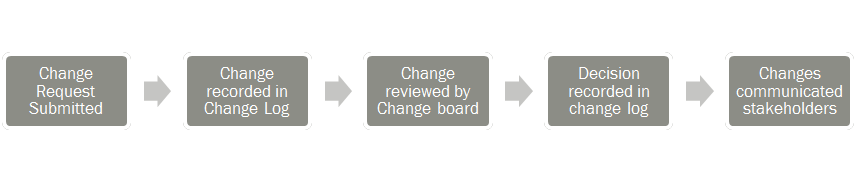 Change
Request
Submitted
Change
recorded in
Change Log
Change
reviewed by
Change board
Decision
recorded in
change log
Changes
communicated
stakeholders